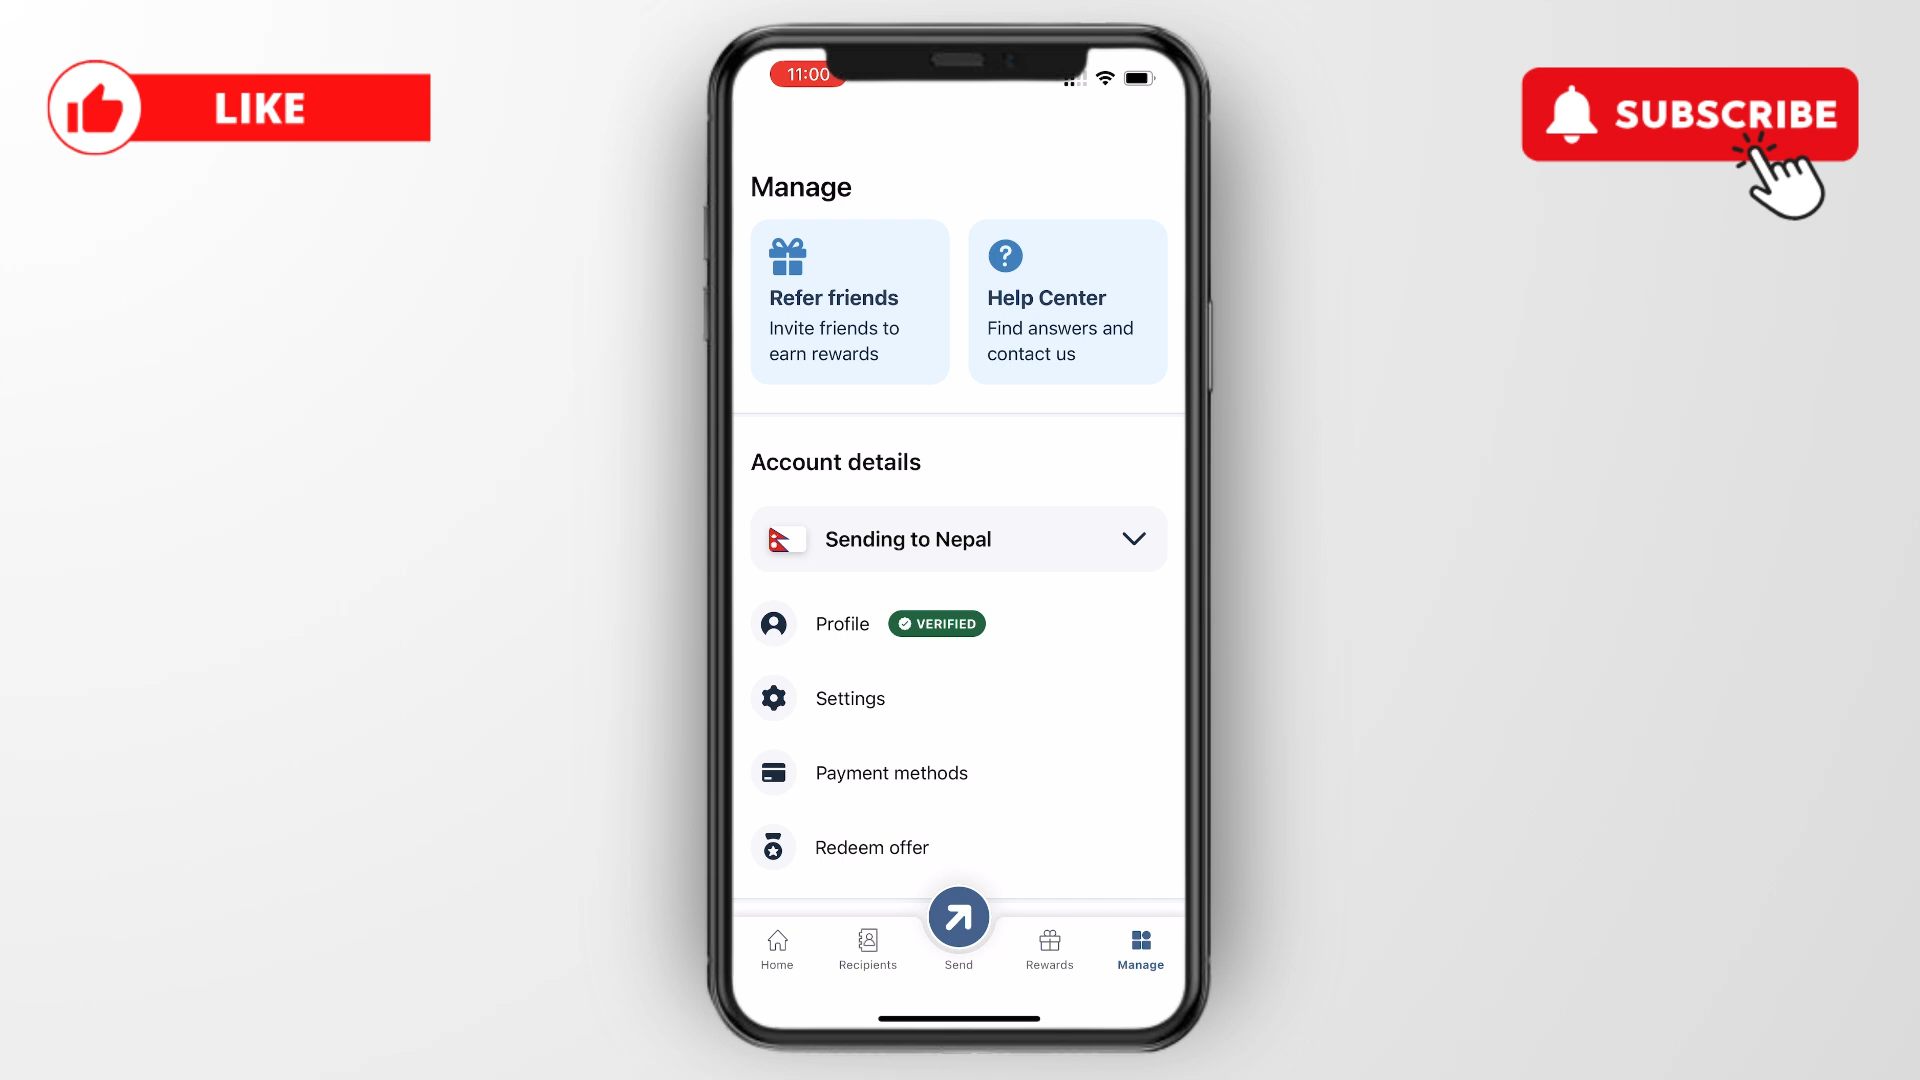 LIKE
SUBSCRIBE
11:00
Manage
Refer friends
Invite friends to
earn rewards
Help Center
Find answers and
contact us
Account details
Sending to Nepal
Profile
VERIFIED
Settings
Payment methods
Redeem offer
Home
Recipients
Send
Rewards
Manage